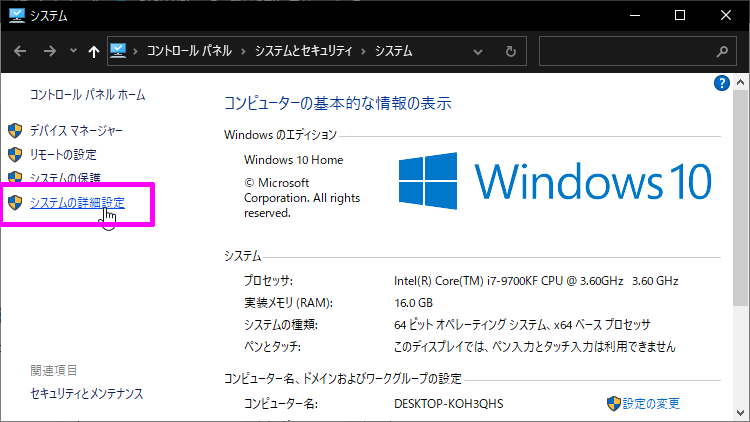 システム
コントロール パネル › システムとセキュリティ › システム
コントロール パネル ホーム
デバイス マネージャー
リモートの設定
システムの保護
システムの詳細設定
関連項目
セキュリティとメンテナンス
コンピューターの基本的な情報の表示
Windows のエディション
Windows 10 Home
© Microsoft
Corporation. All rights
reserved.
Windows 10
システム
プロセッサ: Intel(R) Core(TM) i7-9700KF CPU @ 3.60GHz 3.60 GHz
実装メモリ (RAM): 16.0 GB
システムの種類: 64 ビット オペレーティング システム、x64 ベース プロセッサ
ペンとタッチ: このディスプレイでは、ペン入力とタッチ入力は利用できません
コンピューター名、ドメインおよびワークグループの設定
コンピューター名: DESKTOP-KOH3QHS 設定の変更